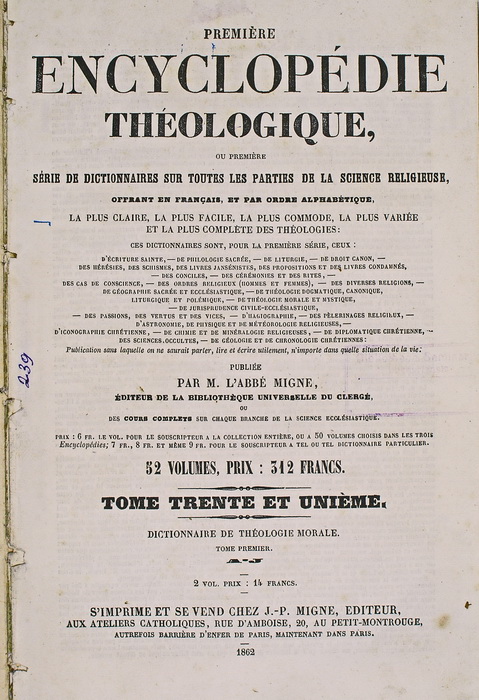 PREMIÈRE
ENCYCLOPÉDIE
THÉOLOGIQUE,
OU PREMIÈRE
SÉRIE DE DICTIONNAIRES SUR TOUTES LES PARTIES DE LA SCIENCE RELIGIEUSE,
OFFRANT EN FRANÇAIS, ET PAR ORDRE ALPHABÉTIQUE,
LA PLUS CLAIRE, LA PLUS FACILE, LA PLUS COMMODE, LA PLUS VARIÉE
ET LA PLUS COMPLÈTE DES THÉOLOGIES:
CES DICTIONNAIRES SONT, POUR LA PREMIÈRE SÉRIE, CEUX :
D'ÉCRITURE SAINTE, — DE PHILOLOGIE SACRÉE, — DE LITURGIE, — DE DROIT CANON, —
DES HÉRÉSIES, DES SCHISMES, DES LIVRES JANSÉNISTES, DES PROPOSITIONS ET DES LIVRES CONDAMNÉS,
— DES CONCILES, — DES CÉRÉMONIES ET DES RITES, —
DES CAS DE CONSCIENCE, — DES ORDRES RELIGIEUX (HOMMES ET FEMMES), — DES DIVERSES RELIGIONS, —
DE GÉOGRAPHIE SACRÉE ET ECCLÉSIASTIQUE, — DE THÉOLOGIE DOGMATIQUE, CANONIQUE,
LITURGIQUE ET POLÉMIQUE, — DE THÉOLOGIE MORALE ET MYSTIQUE,
— DE JURISPRUDENCE CIVILE-ECCLÉSIASTIQUE,
— DES PASSIONS, DES VERTUS ET DES VICES, — D'HAGIOGRAPHIE, — DES PÈLERINAGES RELIGIEUX, —
D'ASTRONOMIE, DE PHYSIQUE ET DE MÉTÉOROLOGIE RELIGIEUSES, —
D'ICONOGRAPHIE CHRÉTIENNE, — DE CHIMIE ET DE MINÉRALOGIE RELIGIEUSES, — DE DIPLOMATIQUE CHRÉTIENNE, —
DES SCIENCES OCCULTES, — DE GÉOLOGIE ET DE CHRONOLOGIE CHRÉTIENNES:
Publication sans laquelle on ne saurait parler, lire et écrire utilement, n'importe dans quelle situation de la vie:
PUBLIÉE
PAR M. L'ABBÉ MIGNE,
ÉDITEUR DE LA BIBLIOTHÈQUE UNIVERSELLE DU CLERGÉ,
OU
DES COURS COMPLETS SUR CHAQUE BRANCHE DE LA SCIENCE ECCLÉSIASTIQUE.
PRIX : 6 FR. LE VOL. POUR LE SOUSCRIPTEUR A LA COLLECTION ENTIÈRE, OU A 50 VOLUMES CHOISIS DANS LES TROIS
Encyclopédies; 7 FR., 8 FR. ET MÊME 9 FR. POUR LE SOUSCRIPTEUR A TEL OU TEL DICTIONNAIRE PARTICULIER.
52 VOLUMES, PRIX : 312 FRANCS.
TOME TRENTE ET UNIÈME.
DICTIONNAIRE DE THÉOLOGIE MORALE.
TOME PREMIER.
A-J
2 VOL. PRIX : 14 FRANCS.
S'IMPRIME ET SE VEND CHEZ J.-P. MIGNE, EDITEUR,
AUX ATELIERS CATHOLIQUES, RUE D'AMBOISE, 20, AU PETIT-MONTROUGE,
AUTREFOIS BARRIÈRE D'ENFER DE PARIS, MAINTENANT DANS PARIS.
1862
239